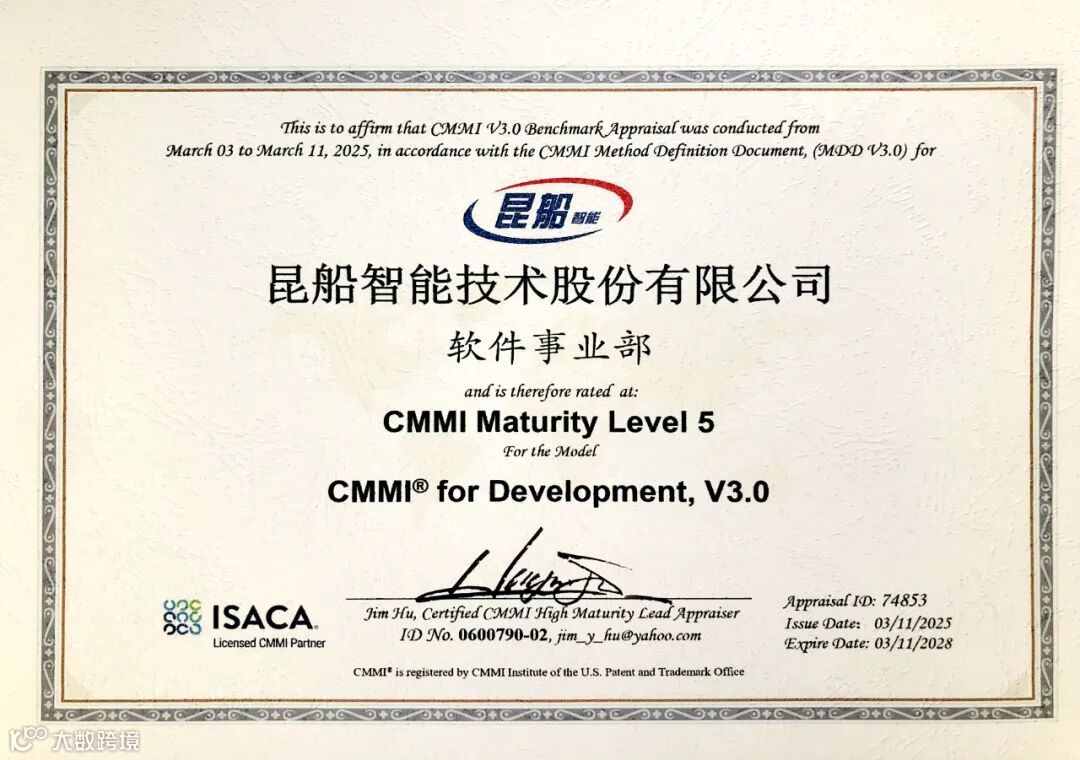 This is to affirm that CMMI V3.0 Benchmark Appraisal was conducted from
March 03 to March 11, 2025, in accordance with the CMMI Method Definition Document, (MDD V3.0) for
昆船智能
昆船智能技术股份有限公司
软件事业部
and is therefore rated at:
CMMI Maturity Level 5
For the Model
CMMI® for Development, V3.0
ISACA.
Licensed CMMI Partner
Jim Hu, Certified CMMI High Maturity Lead Appraiser
ID No. 0600790-02, jim_y_hu@yahoo.com
Appraisal ID: 74853
Issue Date: 03/11/2025
Expire Date: 03/11/2028
CMMI® is registered by CMMI Institute of the U.S. Patent and Trademark Office
大数跨境